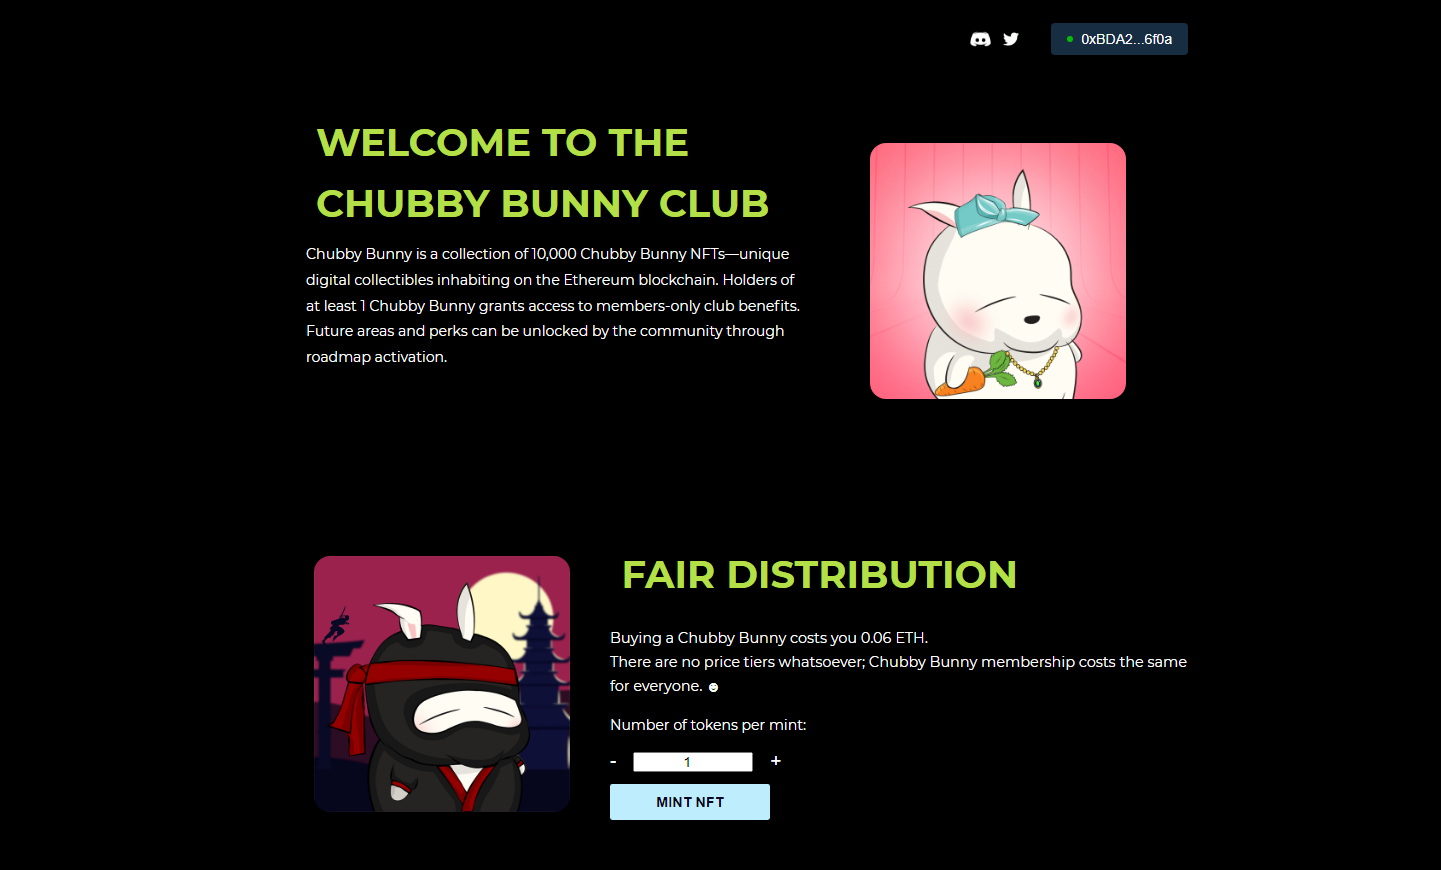 0xBDA2...6f0a
WELCOME TO THE
CHUBBY BUNNY CLUB
Chubby Bunny is a collection of 10,000 Chubby Bunny NFTs—unique
digital collectibles inhabiting on the Ethereum blockchain. Holders of
at least 1 Chubby Bunny grants access to members-only club benefits.
Future areas and perks can be unlocked by the community through
roadmap activation.
FAIR DISTRIBUTION
Buying a Chubby Bunny costs you 0.06 ETH.
There are no price tiers whatsoever; Chubby Bunny membership costs the same
for everyone. ☻
Number of tokens per mint:
- 1 +
MINT NFT